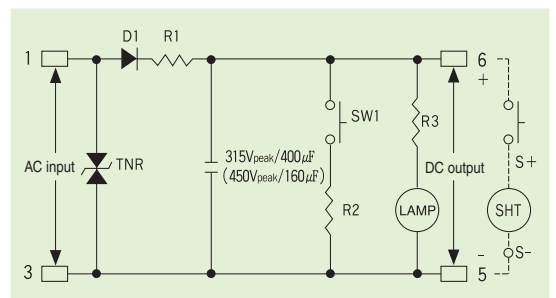 D1
R1
1
6
+
SW1
R3
S+
AC input
TNR
315Vpeak/400μF
(450Vpeak/160μF)
DC output
R2
LAMP
SHT
-
S-
3
5